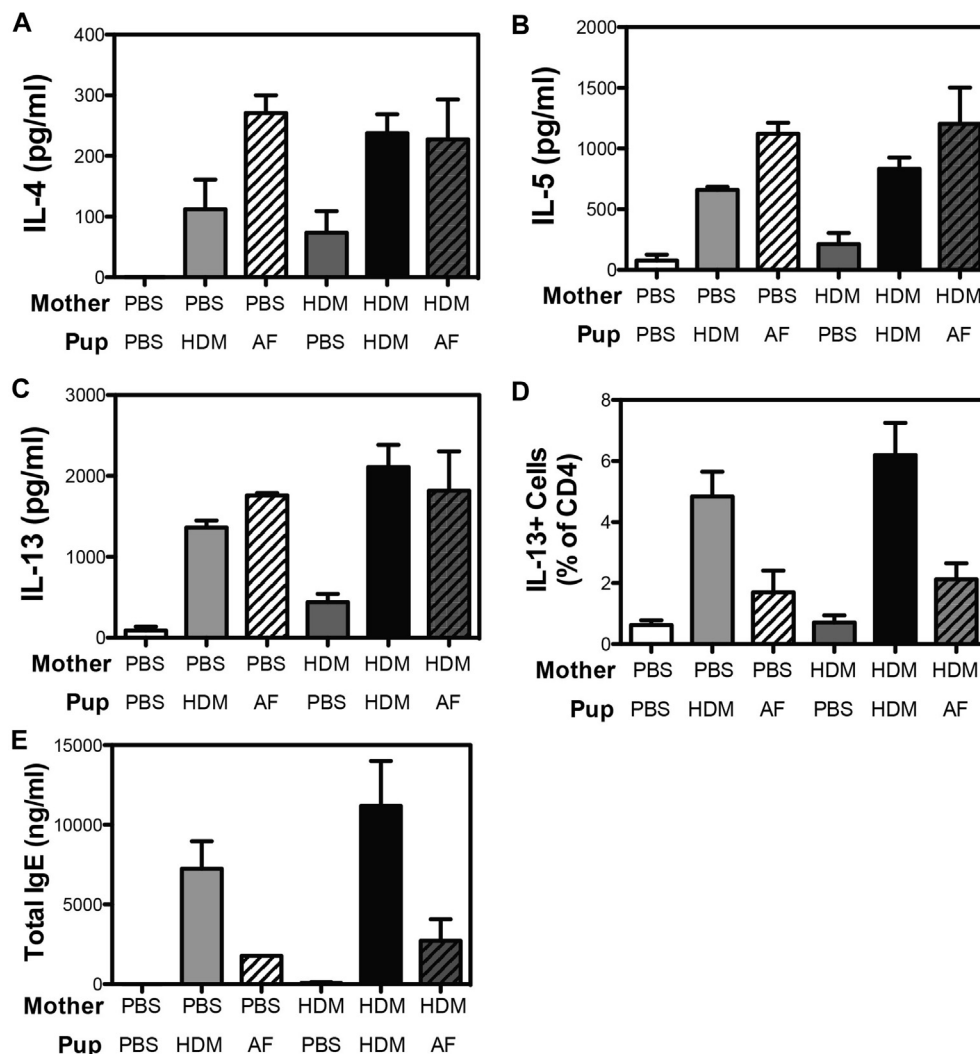 A
IL-4 (pg/ml)
400
300
200
100
0
Mother PBS PBS PBS HDM HDM HDM
Pup PBS HDM AF PBS HDM AF
B
IL-5 (pg/ml)
2000
1500
1000
500
0
Mother PBS PBS PBS HDM HDM HDM
Pup PBS HDM AF PBS HDM AF
C
IL-13 (pg/ml)
3000
2000
1000
0
Mother PBS PBS PBS HDM HDM HDM
Pup PBS HDM AF PBS HDM AF
D
IL-13+ Cells
(% of CD4)
8
6
4
2
0
Mother PBS PBS PBS HDM HDM HDM
Pup PBS HDM AF PBS HDM AF
E
Total IgE (ng/ml)
15000
10000
5000
0
Mother PBS PBS PBS HDM HDM HDM
Pup PBS HDM AF PBS HDM AF